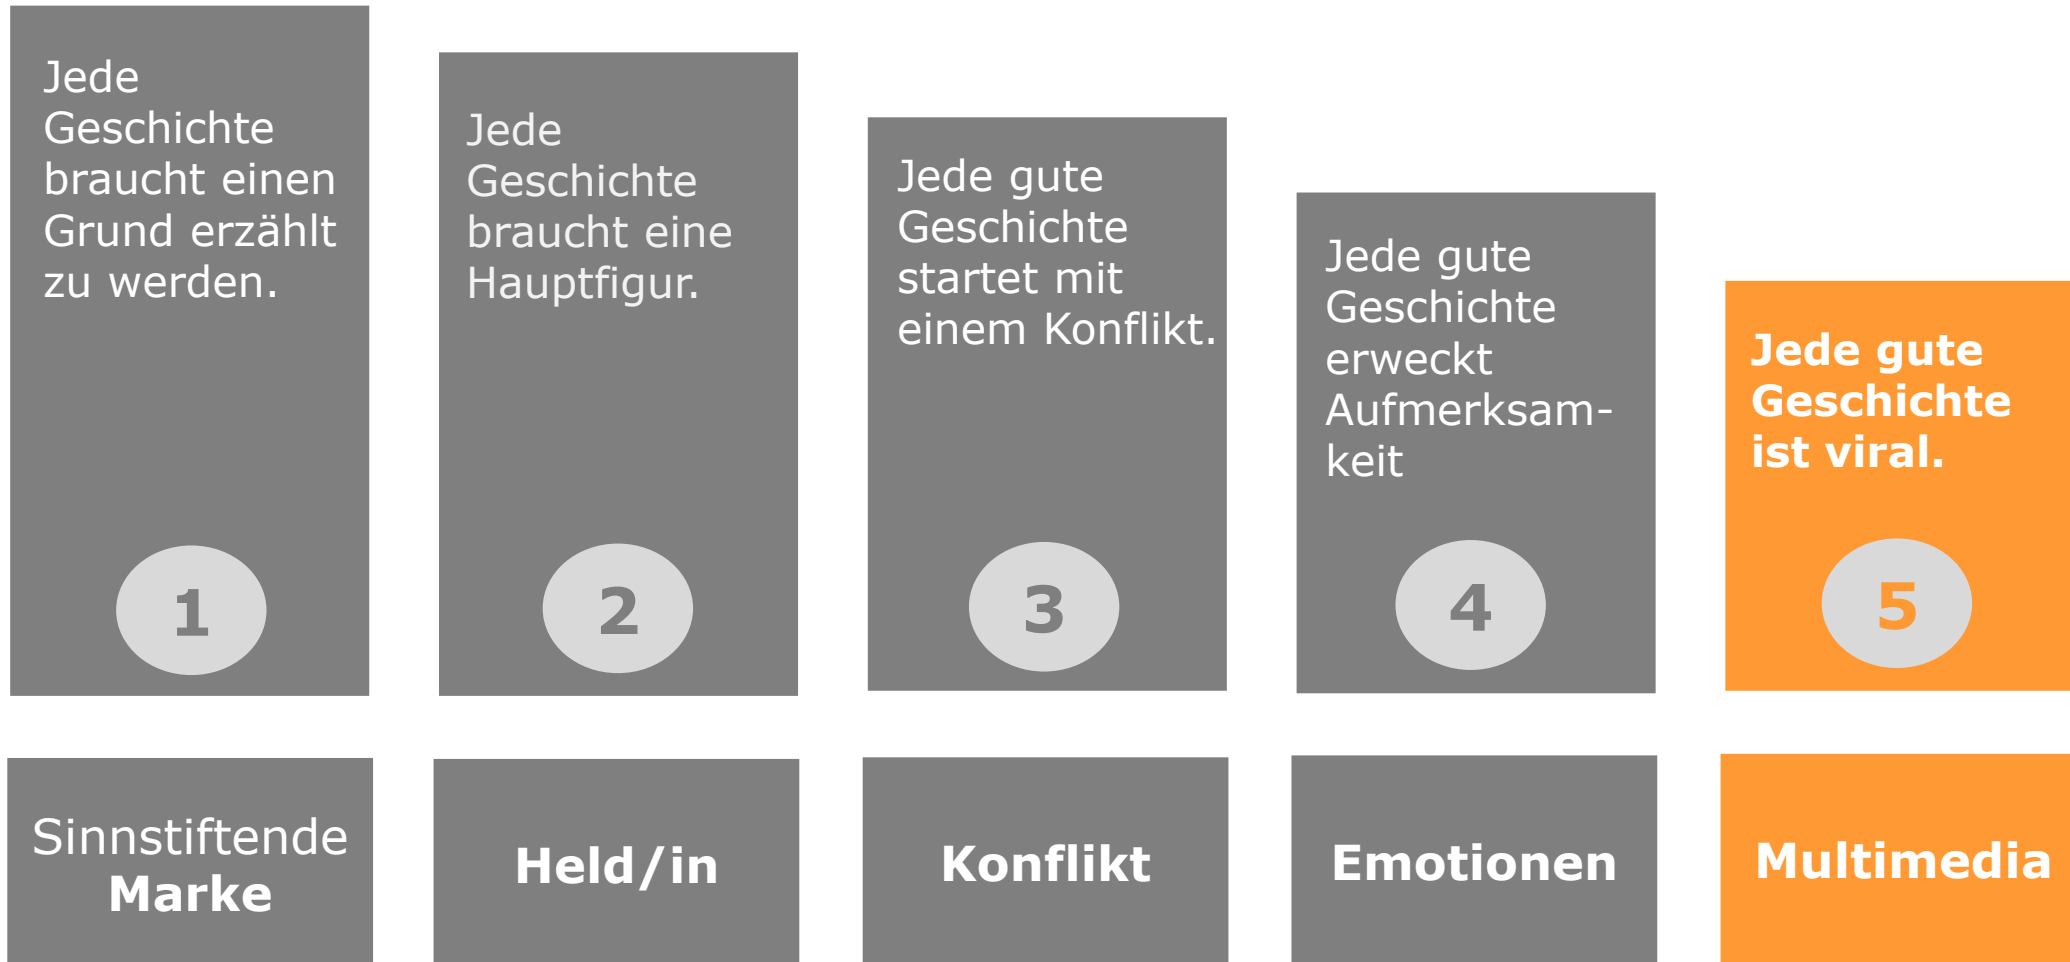 Jede
Geschichte
braucht einen
Grund erzählt
zu werden.
1
Sinnstiftende
Marke
Jede
Geschichte
braucht eine
Hauptfigur.
2
Held/in
Jede gute
Geschichte
startet mit
einem Konflikt.
3
Konflikt
Jede gute
Geschichte
erweckt
Aufmerksam-
keit
4
Emotionen
Jede gute
Geschichte
ist viral.
5
Multimedia